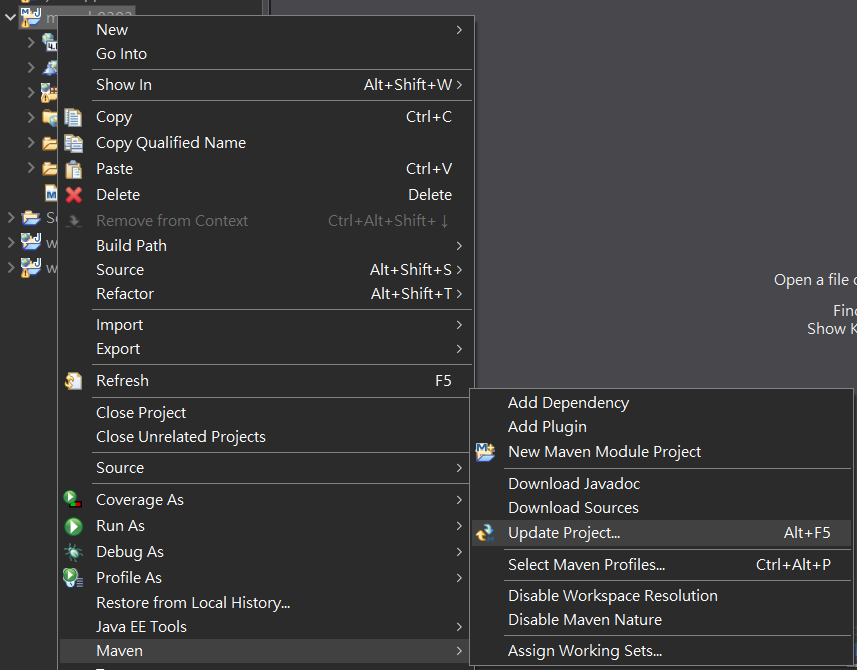 New
Go Into
Show In Alt+Shift+W
Copy Ctrl+C
Copy Qualified Name
Paste Ctrl+V
Delete Delete
Remove from Context Ctrl+Alt+Shift+↓
Build Path
Source Alt+Shift+S
Refactor Alt+Shift+T
Import
Export
Refresh F5
Close Project
Close Unrelated Projects
Source
Coverage As
Run As
Debug As
Profile As
Restore from Local History...
Java EE Tools
Maven
Add Dependency
Add Plugin
New Maven Module Project
Download Javadoc
Download Sources
Update Project... Alt+F5
Select Maven Profiles... Ctrl+Alt+P
Disable Workspace Resolution
Disable Maven Nature
Assign Working Sets...
Open a file
Show